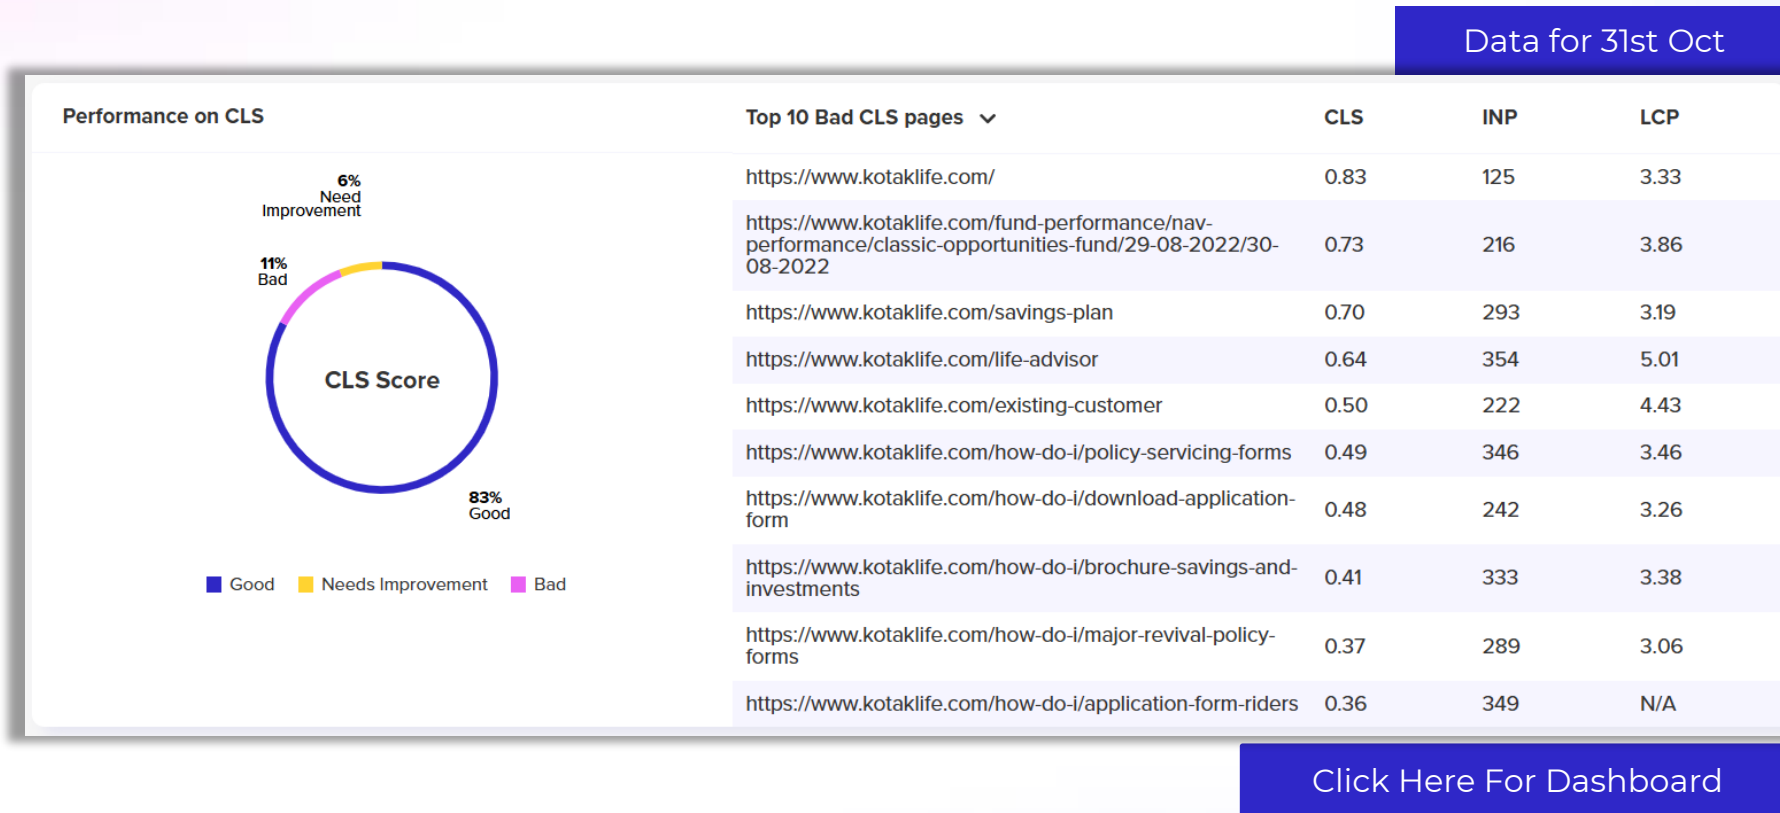 Data for 31st Oct
Performance on CLS
6%
Need
Improvement
11%
Bad
CLS Score
83%
Good
Good Needs Improvement Bad
Top 10 Bad CLS pages CLS INP LCP
https://www.kotaklife.com/ 0.83 125 3.33
https://www.kotaklife.com/fund-performance/nav-
performance/classic-opportunities-fund/29-08-2022/30- 0.73 216 3.86
08-2022
https://www.kotaklife.com/savings-plan 0.70 293 3.19
https://www.kotaklife.com/life-advisor 0.64 354 5.01
https://www.kotaklife.com/existing-customer 0.50 222 4.43
https://www.kotaklife.com/how-do-i/policy-servicing-forms 0.49 346 3.46
https://www.kotaklife.com/how-do-i/download-application-
form 0.48 242 3.26
https://www.kotaklife.com/how-do-i/brochure-savings-and-
investments 0.41 333 3.38
https://www.kotaklife.com/how-do-i/major-revival-policy-
forms 0.37 289 3.06
https://www.kotaklife.com/how-do-i/application-form-riders 0.36 349 N/A
Click Here For Dashboard